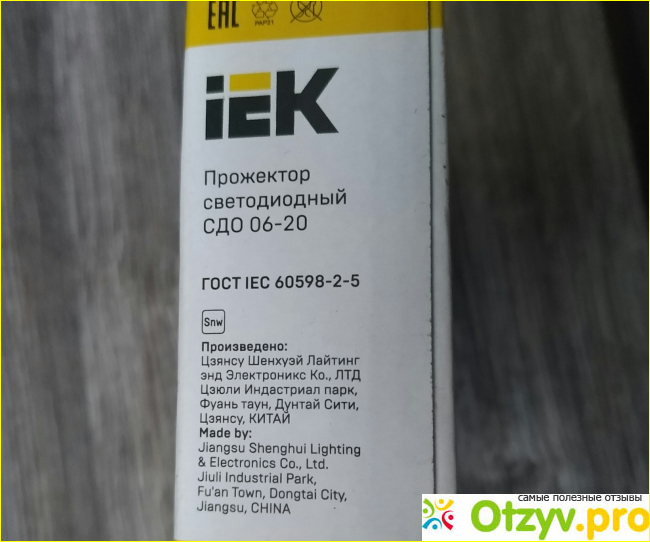 EAC
PAP21
iEK
Прожектор
светодиодный
СДО 06-20
ГОСТ IEC 60598-2-5
Snw
Произведено:
Цзянсу Шенхуэй Лайтинг
энд Электроникс Ко., ЛТД
Цзюли Индастриал парк,
Фуань таун, Дунтай Сити,
Цзянсу, КИТАЙ
Made by:
Jiangsu Shenghui Lighting
& Electronics Co., Ltd.
Jiuli Industrial Park,
Fu'an Town, Dongtai City,
Jiangsu, CHINA
самые полезные отзывы
Otzyv.pro